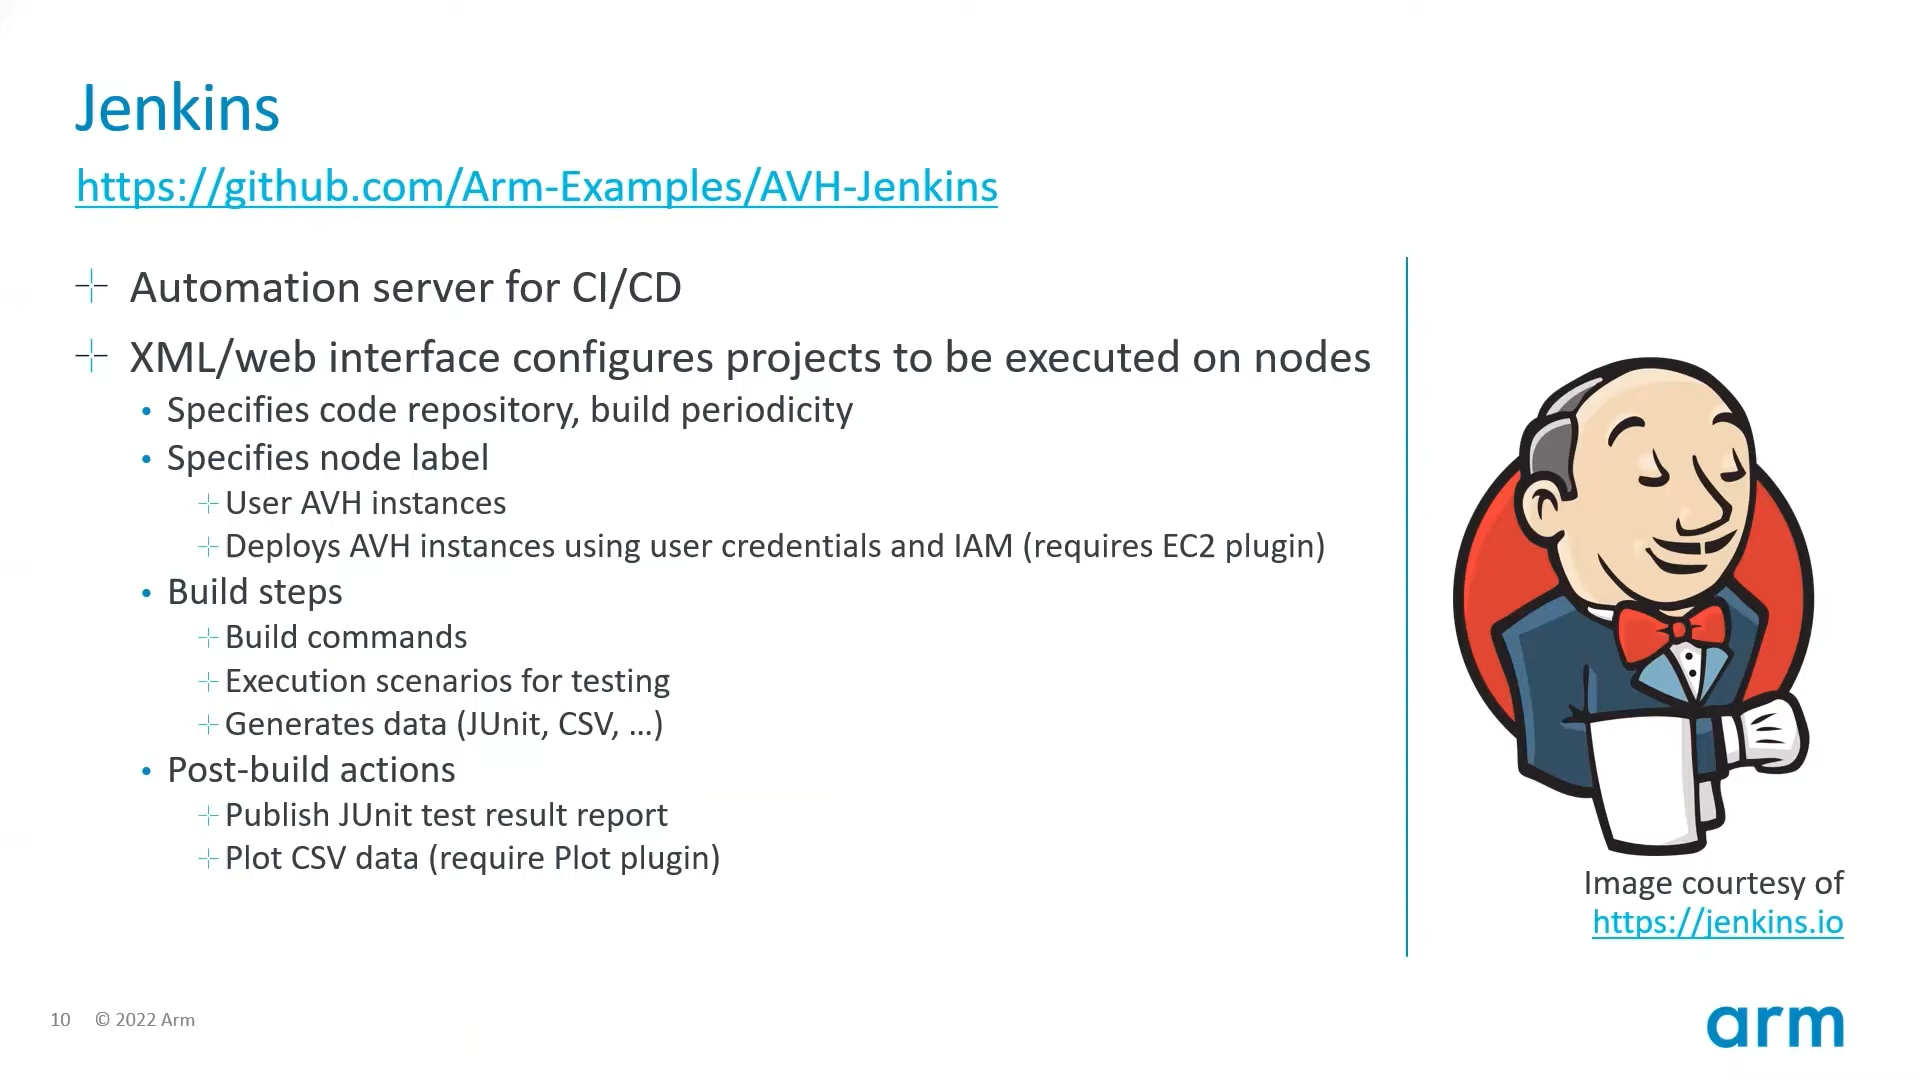 Jenkins
https://github.com/Arm-Examples/AVH-Jenkins
Automation server for CI/CD
XML/web interface configures projects to be executed on nodes
Specifies code repository, build periodicity
Specifies node label
User AVH instances
Deploys AVH instances using user credentials and IAM (requires EC2 plugin)
Build steps
Build commands
Execution scenarios for testing
Generates data (JUnit, CSV, …)
Post-build actions
Publish JUnit test result report
Plot CSV data (require Plot plugin)
Image courtesy of
https://jenkins.io
10 © 2022 Arm
arm